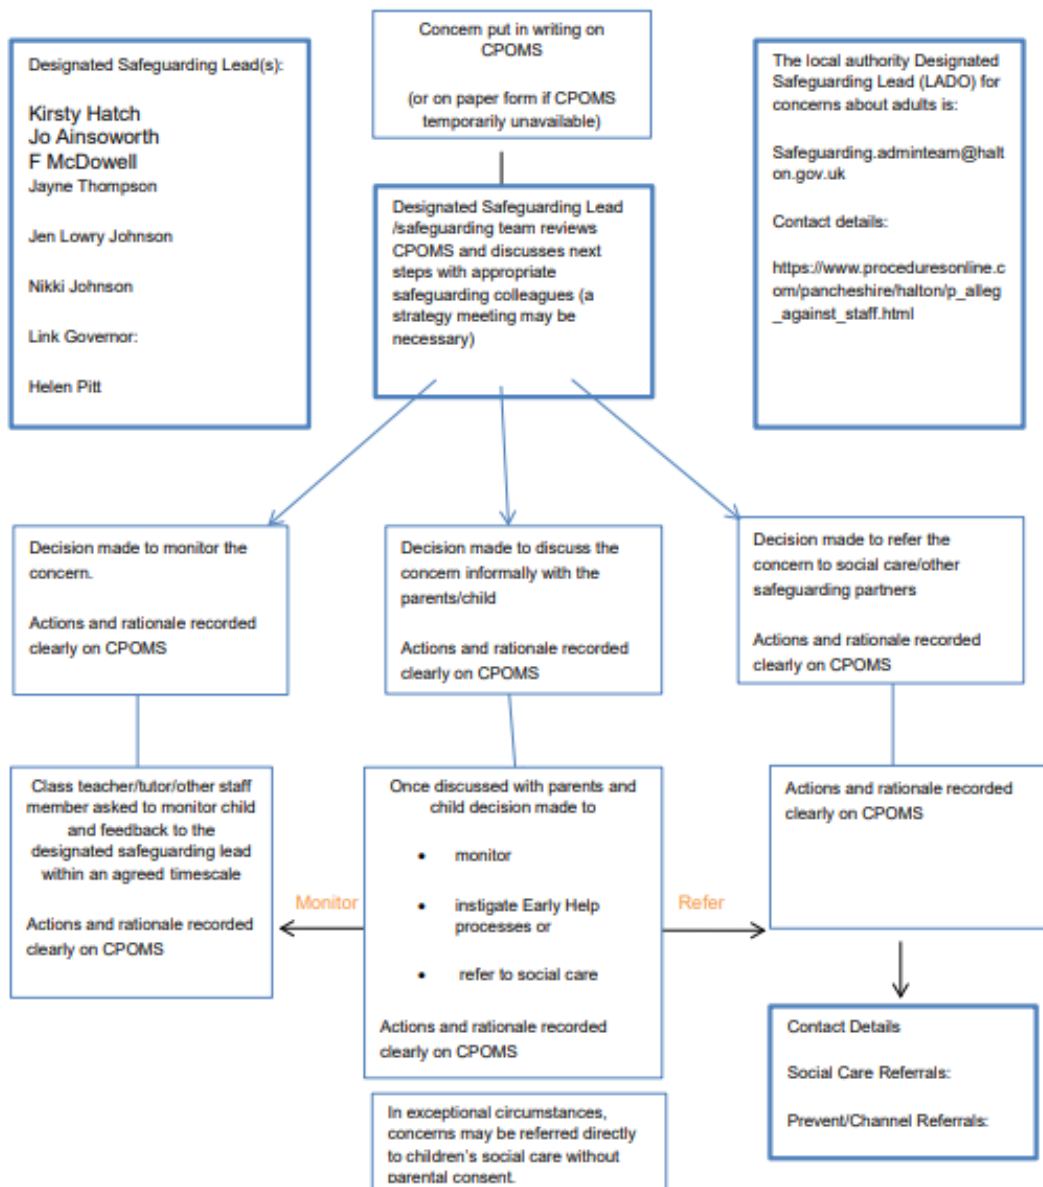 Concern put in writing on
CPOMS
(or on paper form if CPOMS
temporarily unavailable)
Designated Safeguarding Lead(s):
Kirsty Hatch
Jo Ainsoworth
F McDowell
Jayne Thompson
Jen Lowry Johnson
Nikki Johnson
Link Governor:
Helen Pitt
The local authority Designated
Safeguarding Lead (LADO) for
concerns about adults is:
Safeguarding.adminteam@halt
on.gov.uk
Contact details:
https://www.proceduresonline.c
om/pancheshire/halton/p_alleg
_against_staff.html
Designated Safeguarding Lead
/safeguarding team reviews
CPOMS and discusses next
steps with appropriate
safeguarding colleagues (a
strategy meeting may be
necessary)
Decision made to monitor the
concern.
Actions and rationale recorded
clearly on CPOMS
Decision made to discuss the
concern informally with the
parents/child
Actions and rationale recorded
clearly on CPOMS
Decision made to refer the
concern to social care/other
safeguarding partners
Actions and rationale recorded
clearly on CPOMS
Class teacher/tutor/other staff
member asked to monitor child
and feedback to the
designated safeguarding lead
within an agreed timescale
Actions and rationale recorded
clearly on CPOMS
Monitor
Once discussed with parents and
child decision made to
• monitor
• instigate Early Help
processes or
• refer to social care
Actions and rationale recorded
clearly on CPOMS
Refer
Actions and rationale recorded
clearly on CPOMS
Contact Details
Social Care Referrals:
Prevent/Channel Referrals:
In exceptional circumstances,
concerns may be referred directly
to children's social care without
parental consent.